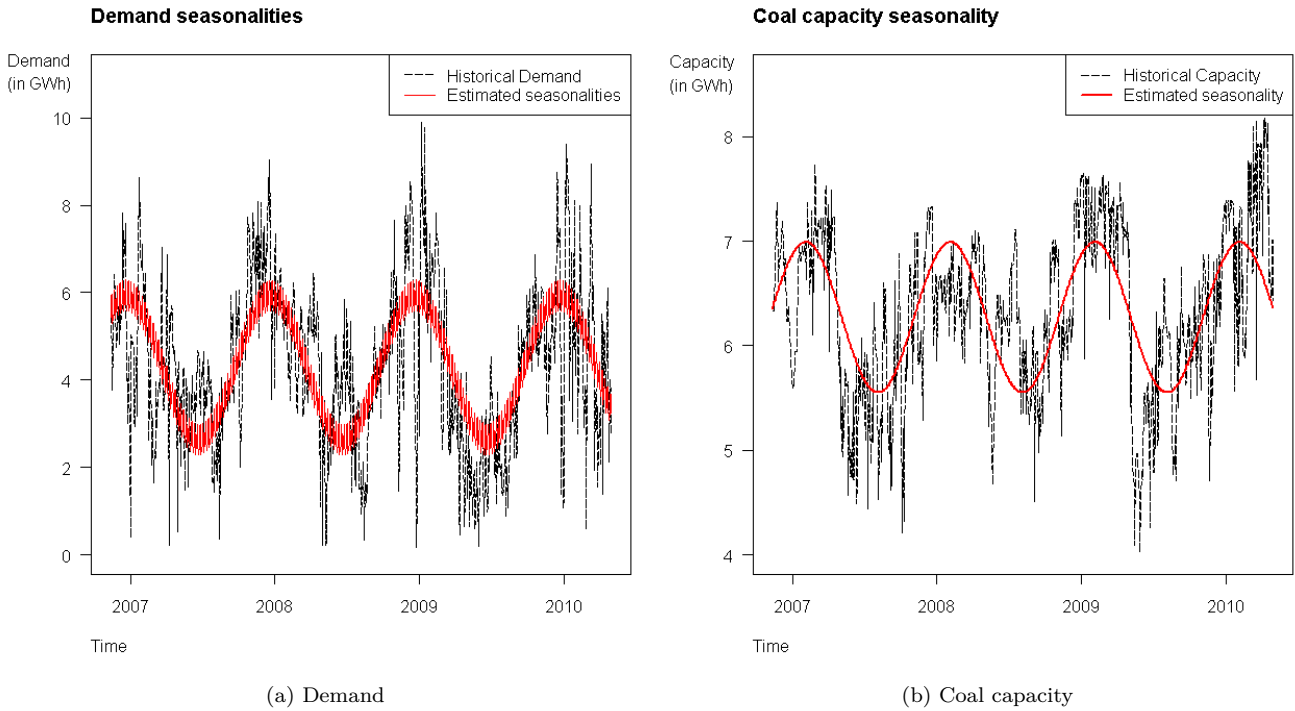 Demand seasonalities
Demand
(in GWh)
Historical Demand
Estimated seasonalities
10
8
6
4
2
0
2007 2008 2009 2010
Time
(a) Demand
Coal capacity seasonality
Capacity
(in GWh)
Historical Capacity
Estimated seasonality
8
7
6
5
4
2007 2008 2009 2010
Time
(b) Coal capacity